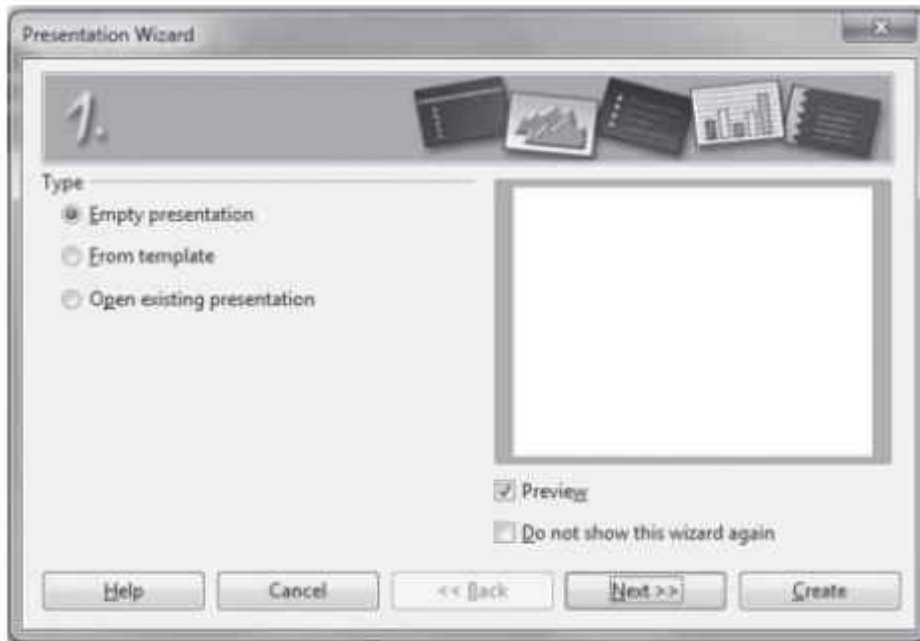 Presentation Wizard
1.
Type
Empty presentation
From template
Open existing presentation
Preview
Do not show this wizard again
Help
Cancel
<< Back
Next >>
Create